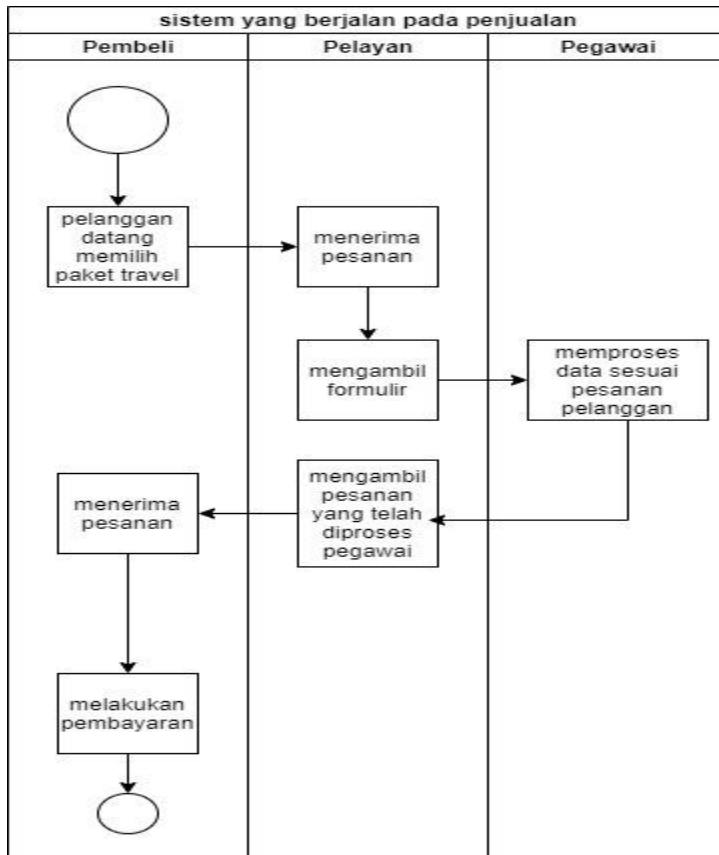 sistem yang berjalan pada penjualan
Pembeli
Pelayan
Pegawai
pelanggan
datang
memilih
paket travel
menerima
pesanan
mengambil
formulir
memproses
data sesuai
pesanan
pelanggan
mengambil
pesanan
yang telah
diproses
pegawai
menerima
pesanan
melakukan
pembayaran